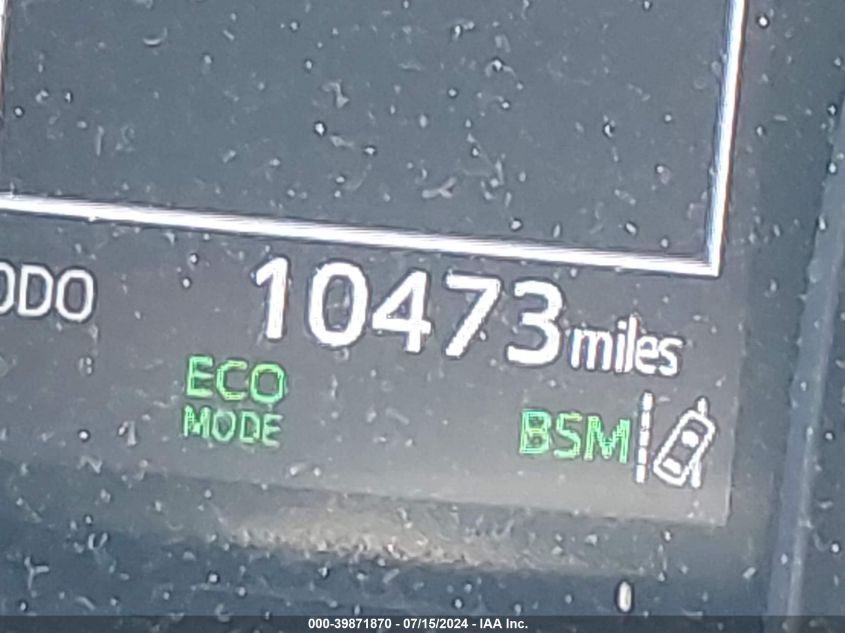 ODO 10473 miles
ECO
MODE
BSM
000-39871870 - 07/15/2024 - IAA Inc.